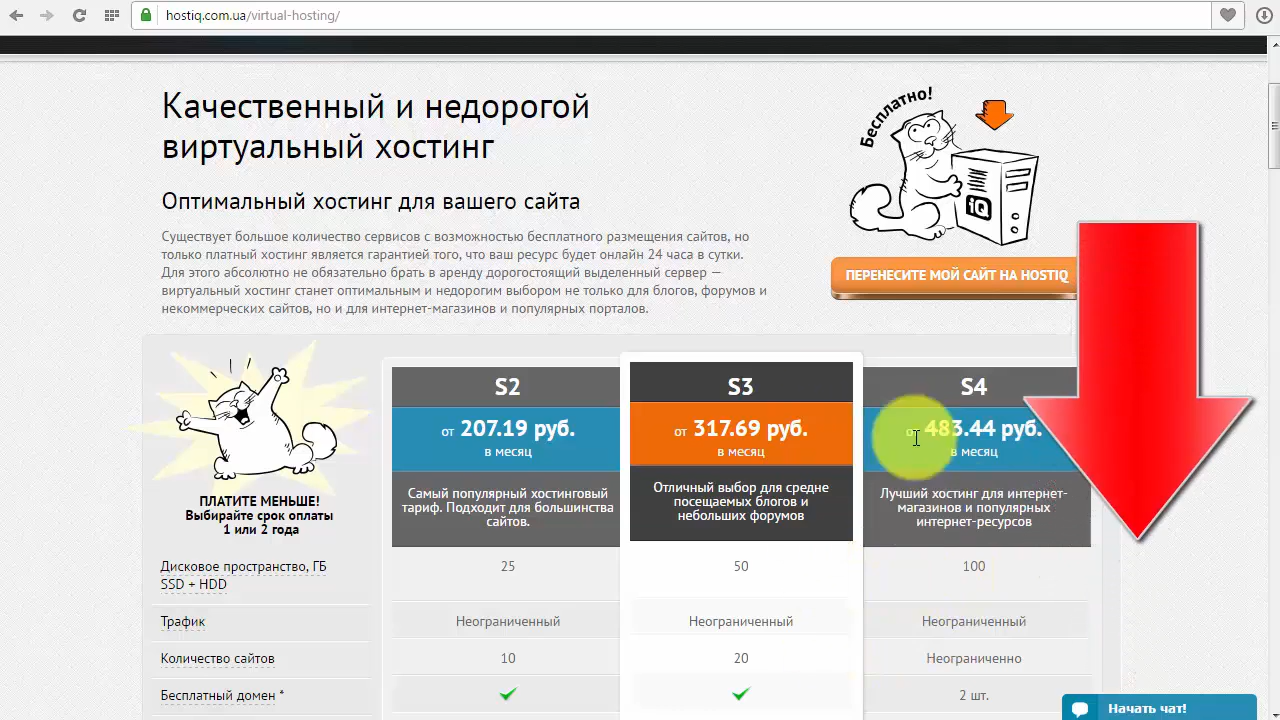 hostiq.com.ua/virtual-hosting/
Качественный и недорогой
виртуальный хостинг
Бесплатно!
iQ
Оптимальный хостинг для вашего сайта
Существует большое количество сервисов с возможностью бесплатного размещения сайтов, но
только платный хостинг является гарантией того, что ваш ресурс будет онлайн 24 часа в сутки.
Для этого абсолютно не обязательно брать в аренду дорогостоящий выделенный сервер —
виртуальный хостинг станет оптимальным и недорогим выбором не только для блогов, форумов и
некоммерческих сайтов, но и для интернет-магазинов и популярных порталов.
ПЕРЕНЕСИТЕ МОЙ САЙТ НА HOSTIQ
ПЛАТИТЕ МЕНЬШЕ!
Выбирайте срок оплаты
1 или 2 года
S2
от 207.19 руб.
в месяц
Самый популярный хостинговый
тариф. Подходит для большинства
сайтов.
S3
от 317.69 руб.
в месяц
Отличный выбор для средне
посещаемых блогов и
небольших форумов
S4
от 483.44 руб.
в месяц
Лучший хостинг для интернет-
магазинов и популярных
интернет-ресурсов
Дисковое пространство, ГБ
SSD + HDD
25
50
100
Трафик
Неограниченный
Неограниченный
Неограниченный
Количество сайтов
10
20
Неограниченно
Бесплатный домен *
2 шт.
Начать чат!